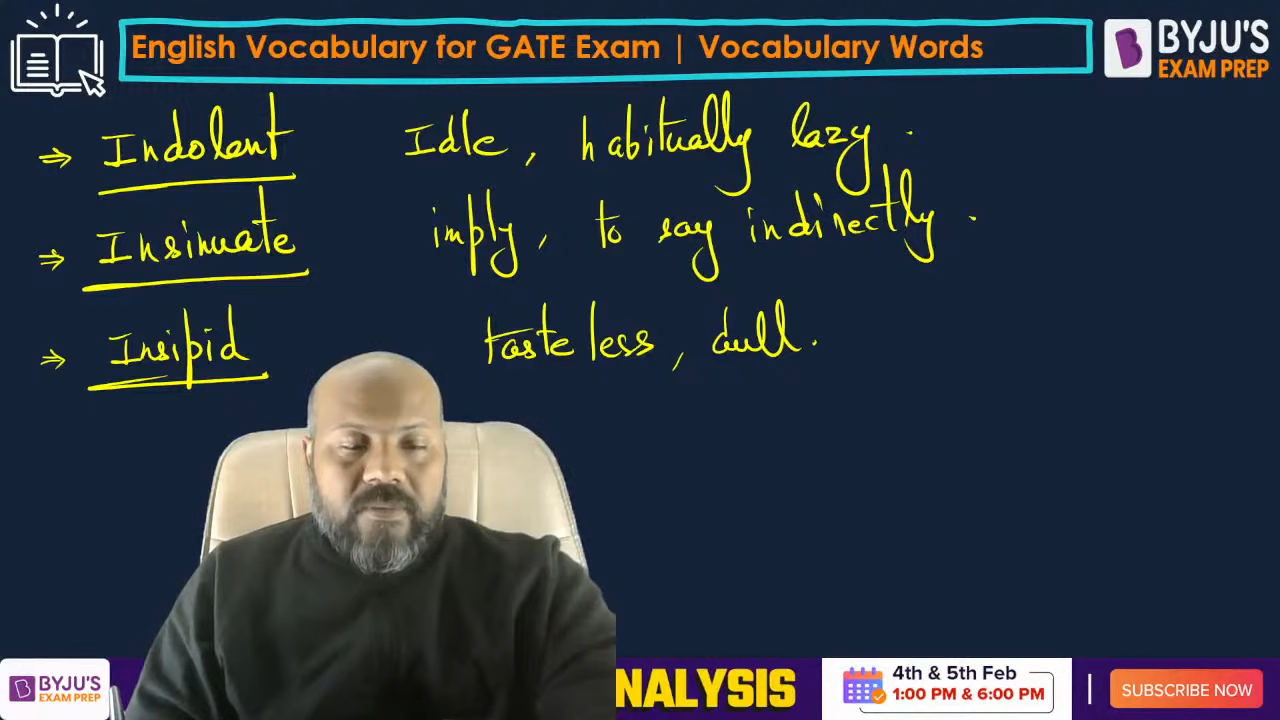 English Vocabulary for GATE Exam | Vocabulary Words
BYJU'S
EXAM PREP
⇒ Indolent Idle, habitually lazy.
⇒ Insinuate imply, to say indirectly.
⇒ Insipid tasteless, dull.
BYJU'S
EXAM PREP
NALYSIS
4th & 5th Feb
1:00 PM & 6:00 PM
SUBSCRIBE NOW